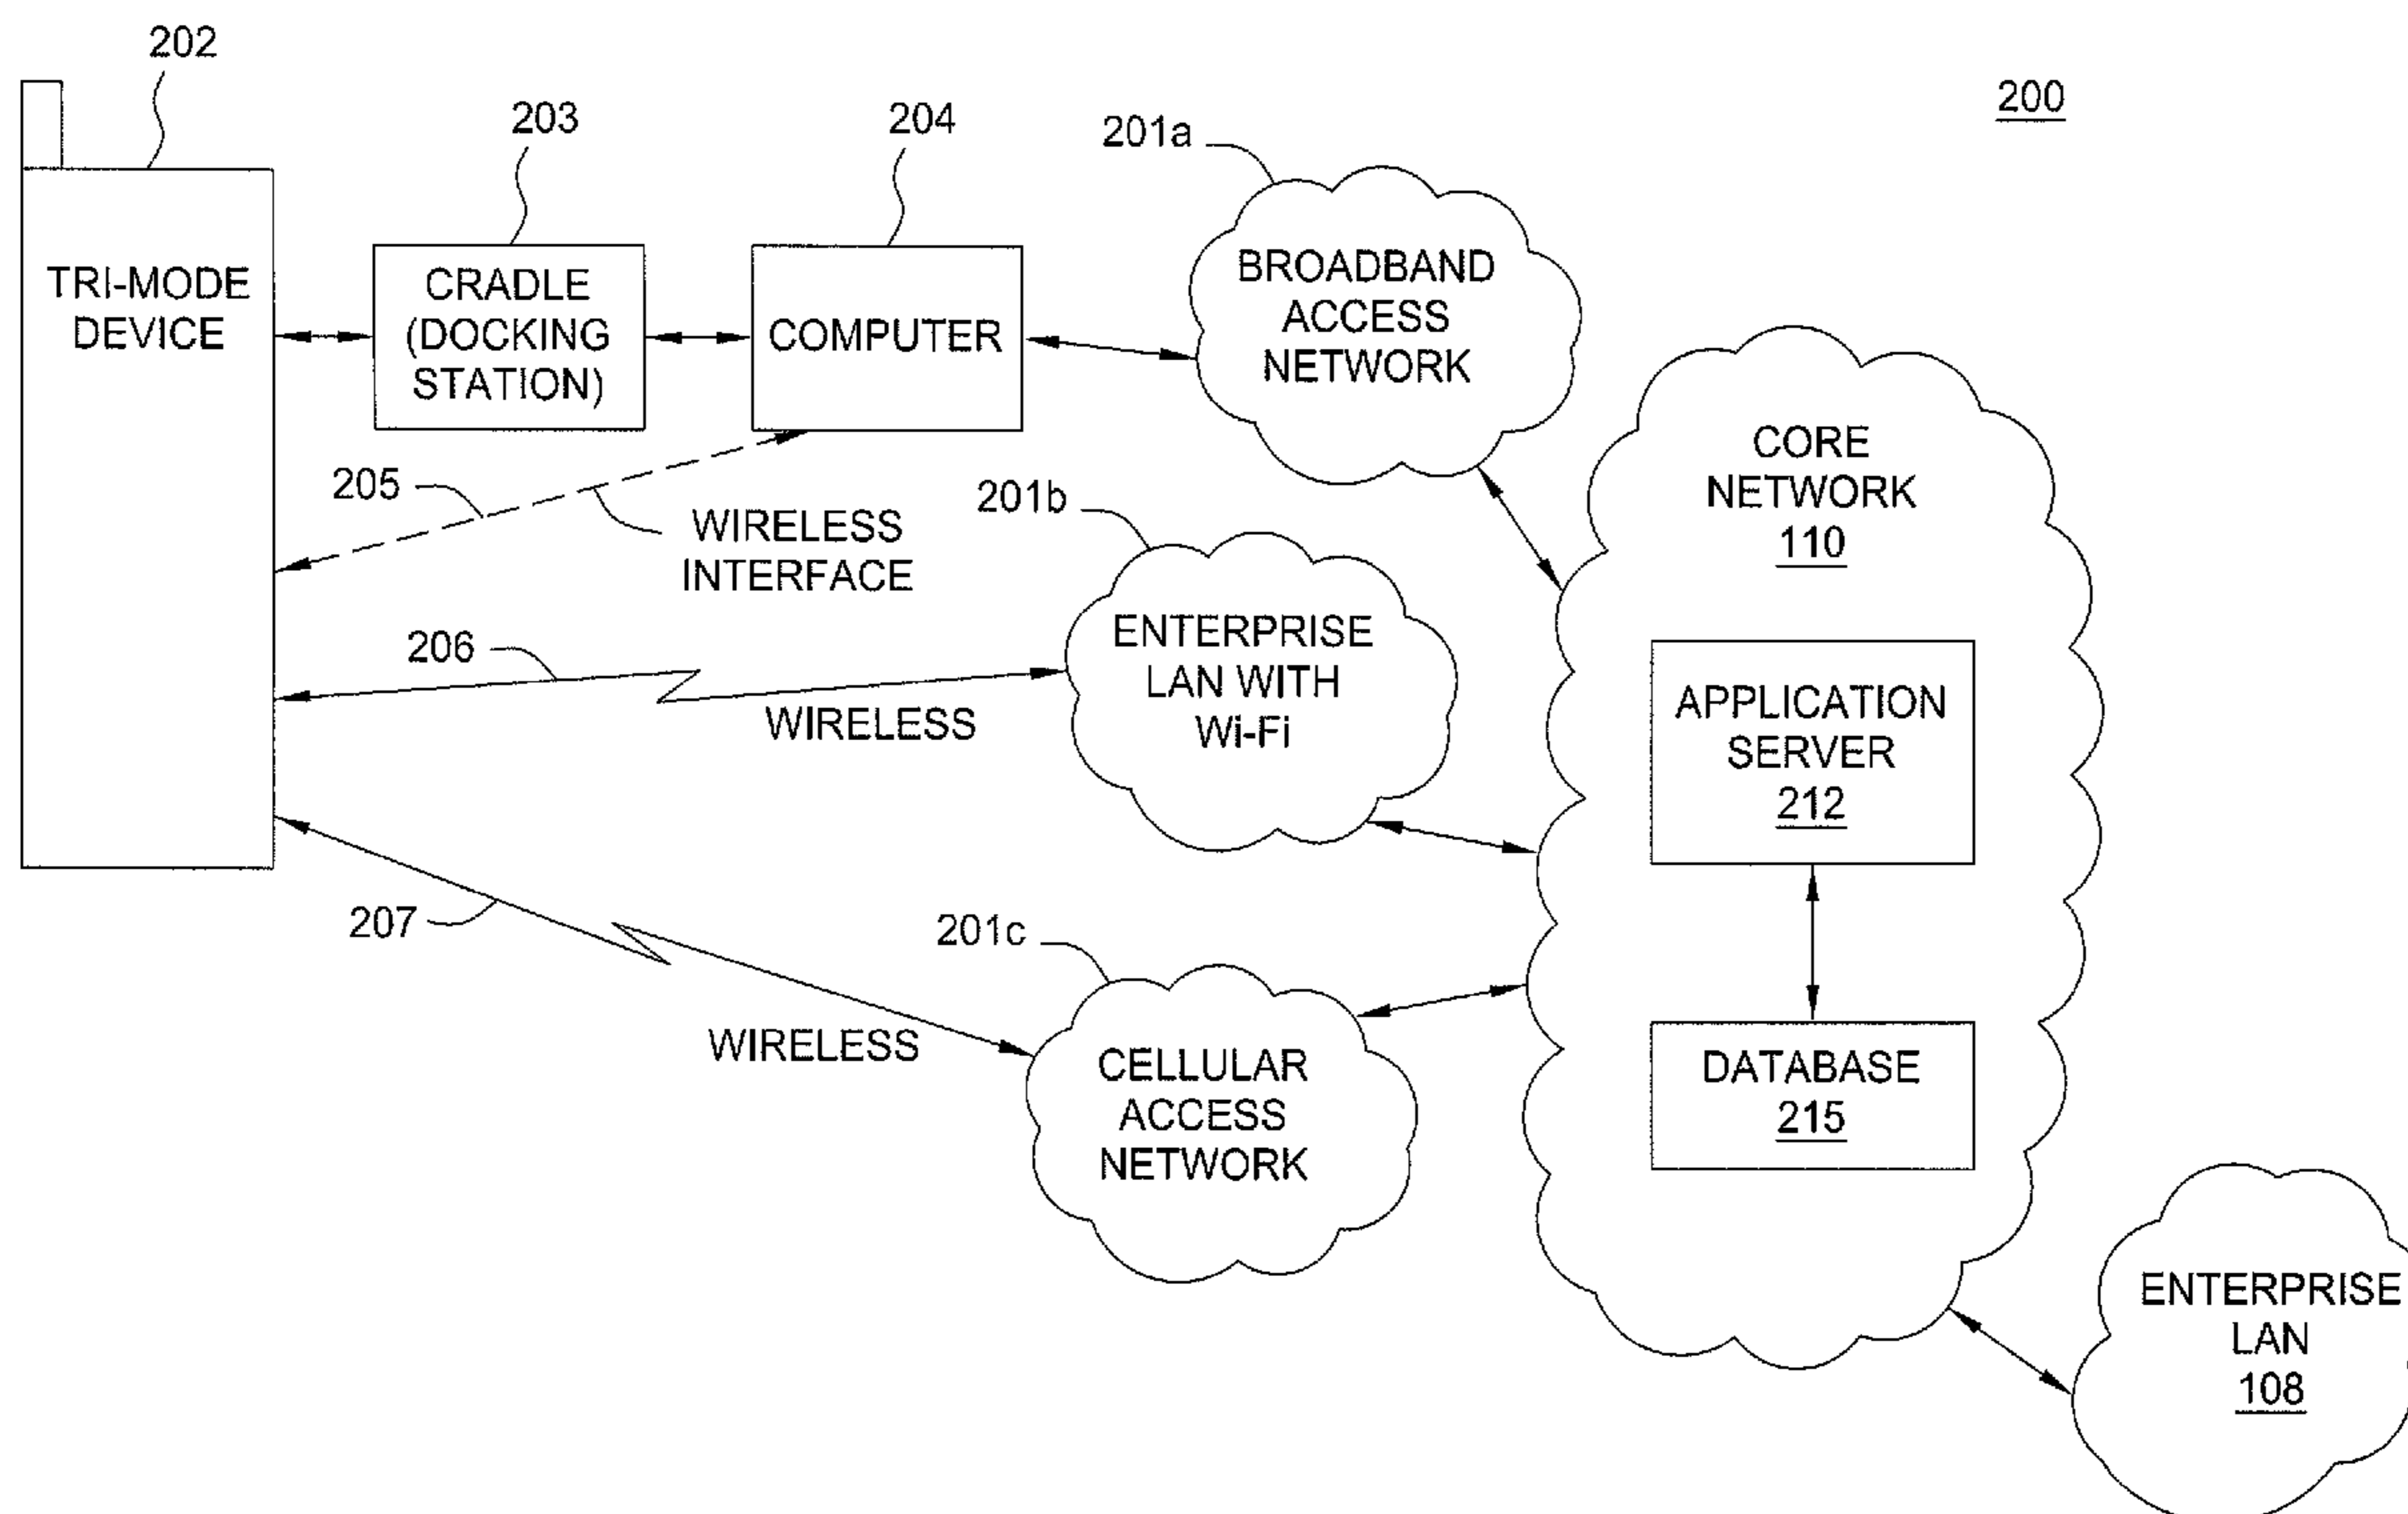 202
203
204
201a
200
TRI-MODE
DEVICE
CRADLE
(DOCKING
STATION)
COMPUTER
BROADBAND
ACCESS
NETWORK
CORE
NETWORK
110
205
WIRELESS
INTERFACE
201b
ENTERPRISE
LAN WITH
Wi-Fi
206
WIRELESS
APPLICATION
SERVER
212
207
WIRELESS
201c
CELLULAR
ACCESS
NETWORK
DATABASE
215
ENTERPRISE
LAN
108